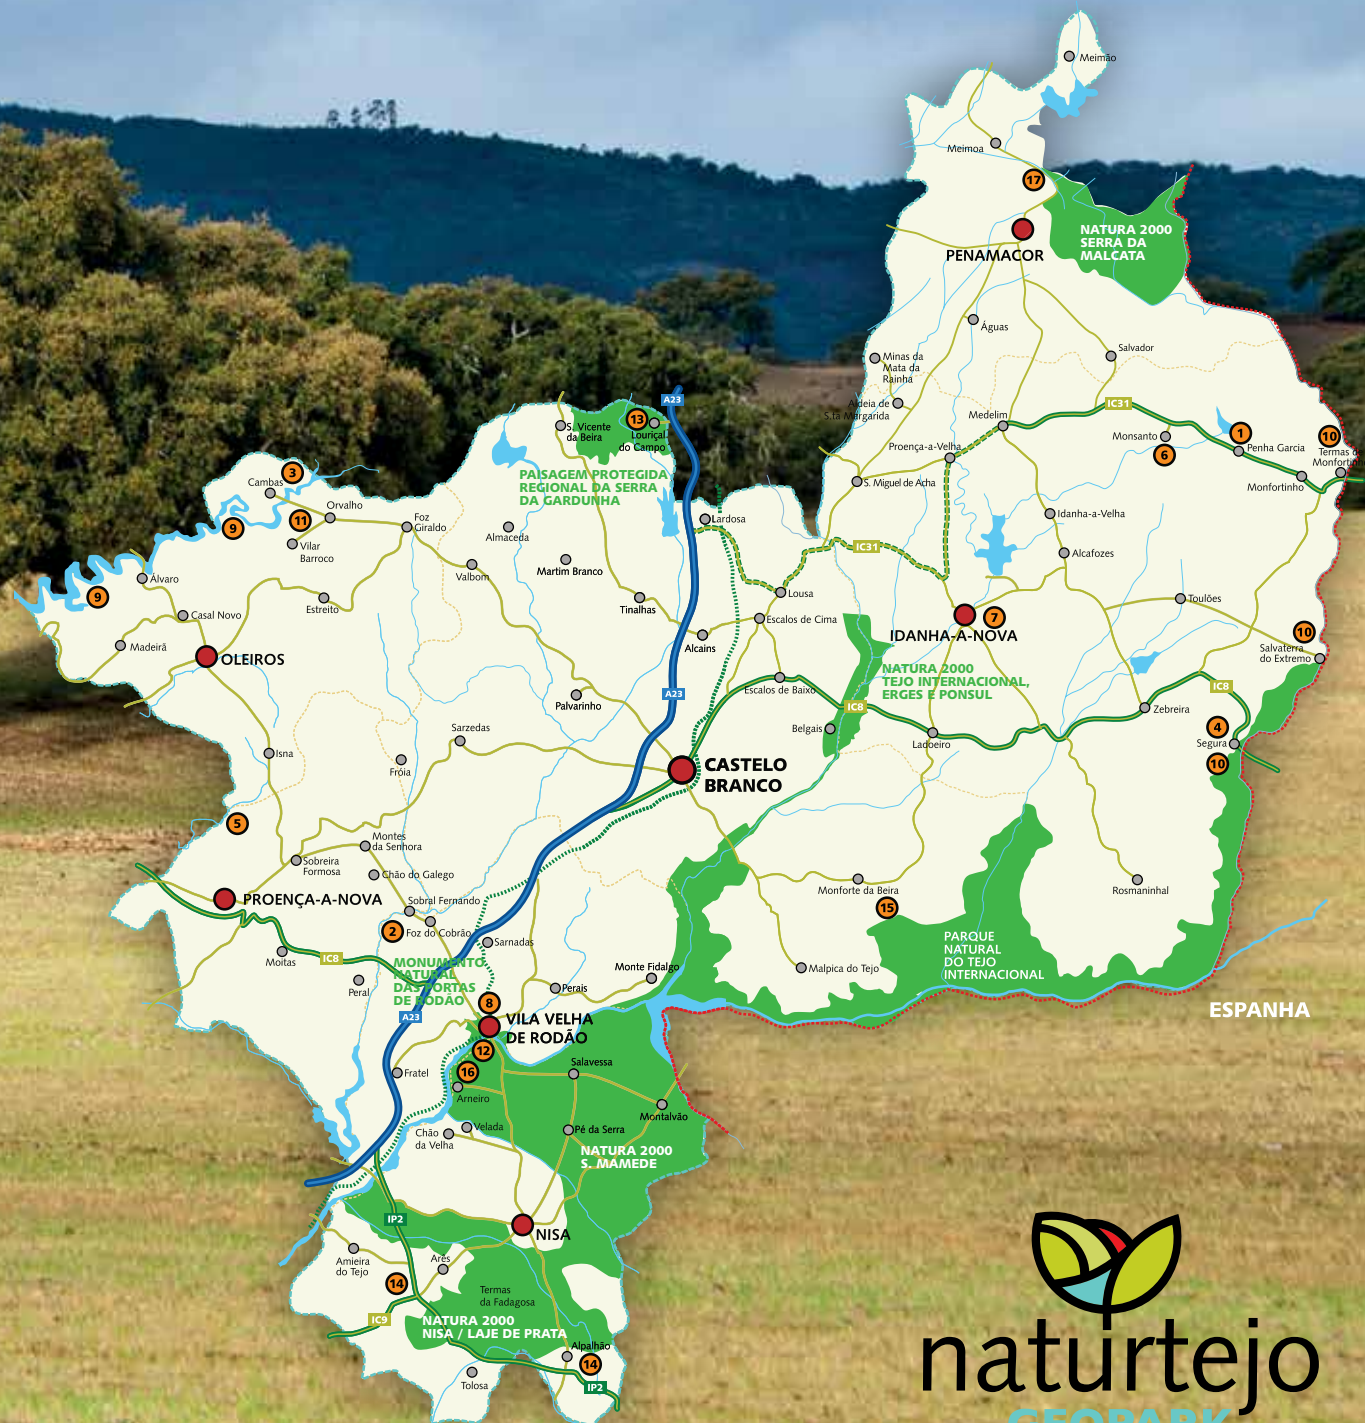 Meimão
Meimoa
17
PENAMACOR
NATURA 2000
SERRA DA
MALCATA
Águas
Salvador
Minas da
Mata da
Rainha
Aldeia de
S.ta Margarida
A23
IC31
Medelim
Monsanto
6
1
Penha Garcia
10
Termas d
Monfortinh
Monfortinho
Proença-a-Velha
S. Miguel de Acha
S. Vicente
da Beira
13
Louriçal
do Campo
PAISAGEM PROTEGIDA
REGIONAL DA SERRA
DA GARDUNHA
3
Cambas
9
11
Orvalho
Vilar
Barroco
Foz
Giraldo
Almaceda
Lardosa
Idanha-a-Velha
IC31
Alcafozes
Martim Branco
Valbom
Álvaro
9
Casal Novo
Estreito
Tinalhas
Lousa
Escalos de Cima
Toulões
7
IDANHA-A-NOVA
10
Salvaterra
do Extremo
Madeirã
OLEIROS
Alcains
NATURA 2000
TEJO INTERNACIONAL,
ERGES E PONSUL
A23
Escalos de Baixo
IC8
IC8
Palvarinho
Zebreira
Belgais
Ladoeiro
4
Segura
10
Sarzedas
Isna
Fróia
CASTELO
BRANCO
5
Montes
da Senhora
Sobreira
Formosa
Chão do Galego
PROENÇA-A-NOVA
Sobral Fernando
2
Foz do Cobrão
Sarnadas
Monforte da Beira
15
Rosmaninhal
PARQUE
NATURAL
DO TEJO
INTERNACIONAL
Moitas
IC8
MONUMENTO
NATURAL
DAS PORTAS
DE RODÃO
Monte Fidalgo
Malpica do Tejo
Peral
Perais
8
A23
VILA VELHA
DE RODÃO
ESPANHA
12
16
Fratel
Arneiro
Salavessa
Montalvão
Chão
da Velha
Velada
Pé da Serra
NATURA 2000
S. MAMEDE
IP2
NISA
Amieira
do Tejo
Arês
14
Termas
da Fadagosa
IC9
NATURA 2000
NISA / LAJE DE PRATA
Alpalhão
14
Tolosa
IP2
naturtejo
GEOPARK